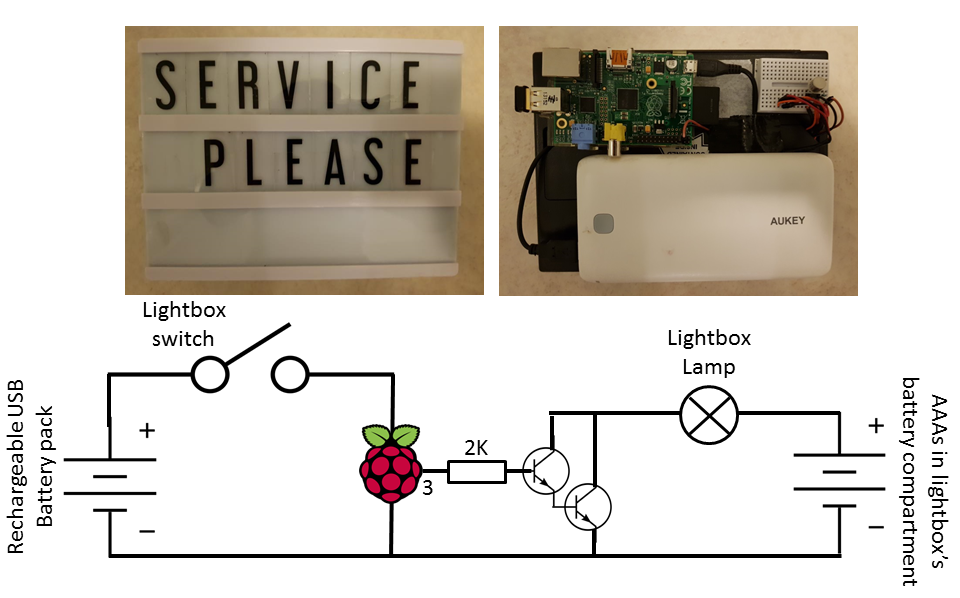 SERVICE
PLEASE
AUKEY
Lightbox
switch
Lightbox
Lamp
Rechargeable USB
Battery pack
+
−
2K
3
+
−
AAAs in lightbox's
battery compartment